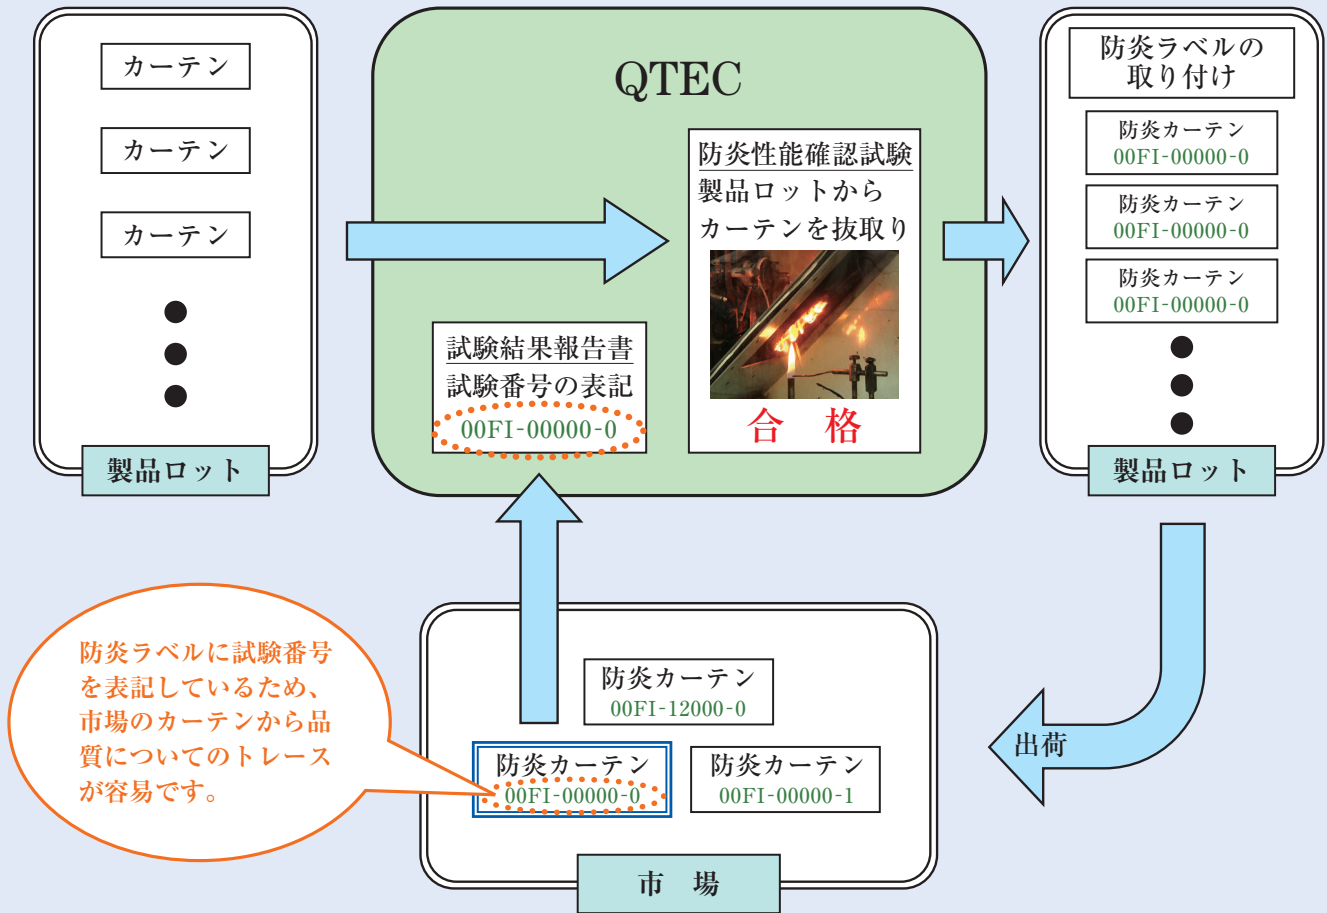 カーテン
カーテン
カーテン
製品ロット
QTEC
防炎性能確認試験
製品ロットから
カーテンを抜取り
合　格
試験結果報告書
試験番号の表記
00FI-00000-0
防炎ラベルの
取り付け
防炎カーテン
00FI-00000-0
防炎カーテン
00FI-00000-0
防炎カーテン
00FI-00000-0
製品ロット
出荷
防炎カーテン
00FI-12000-0
防炎カーテン
00FI-00000-0
防炎カーテン
00FI-00000-1
市　場
防炎ラベルに試験番号
を表記しているため、
市場のカーテンから品
質についてのトレース
が容易です。